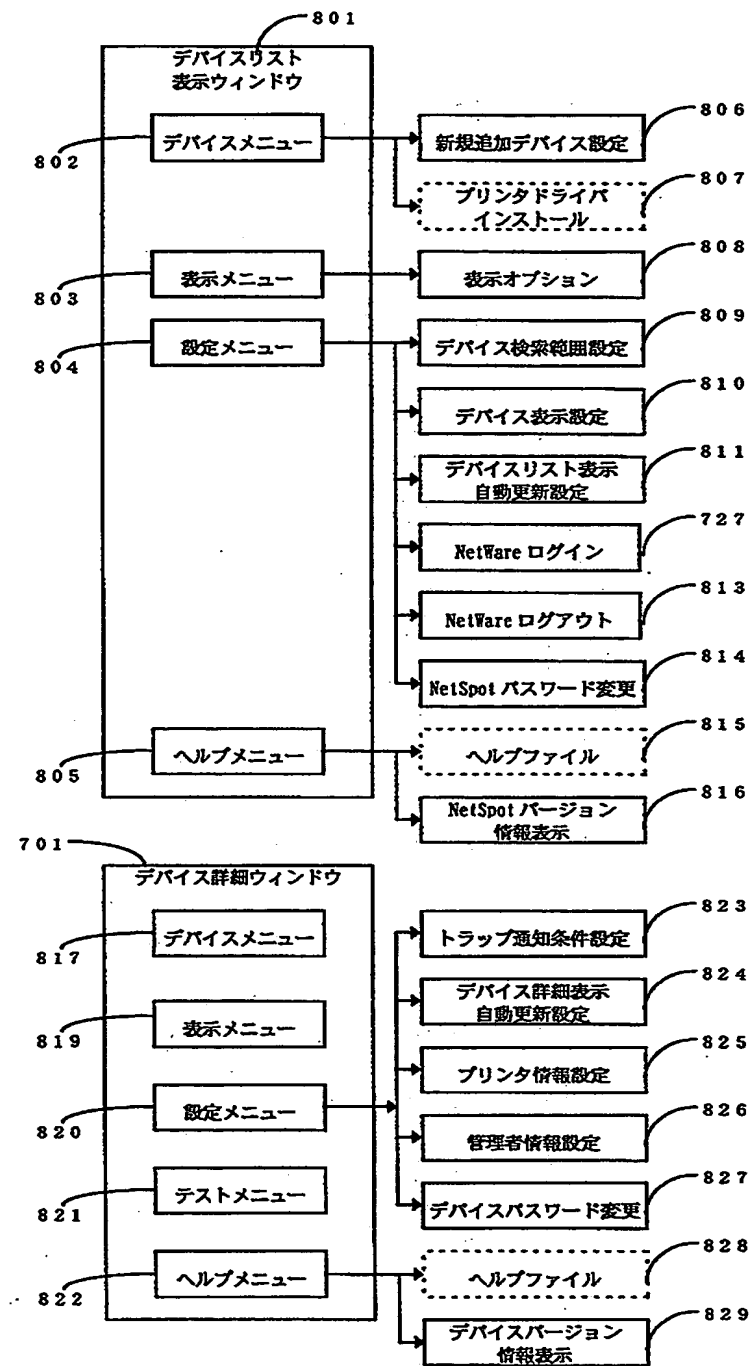 801
デバイスリスト
表示ウィンドウ
802
デバイスメニュー
806
新規追加デバイス設定
807
プリンタドライバ
インストール
803
表示メニュー
808
表示オプション
804
設定メニュー
809
デバイス検索範囲設定
810
デバイス表示設定
811
デバイスリスト表示
自動更新設定
727
NetWare ログイン
813
NetWare ログアウト
814
NetSpot パスワード変更
805
ヘルプメニュー
815
ヘルプファイル
816
NetSpot バージョン
情報表示
701
デバイス詳細ウィンドウ
817
デバイスメニュー
819
表示メニュー
820
設定メニュー
823
トラップ通知条件設定
824
デバイス詳細表示
自動更新設定
825
プリンタ情報設定
826
管理者情報設定
827
デバイスパスワード変更
821
テストメニュー
822
ヘルプメニュー
828
ヘルプファイル
829
デバイスバージョン
情報表示